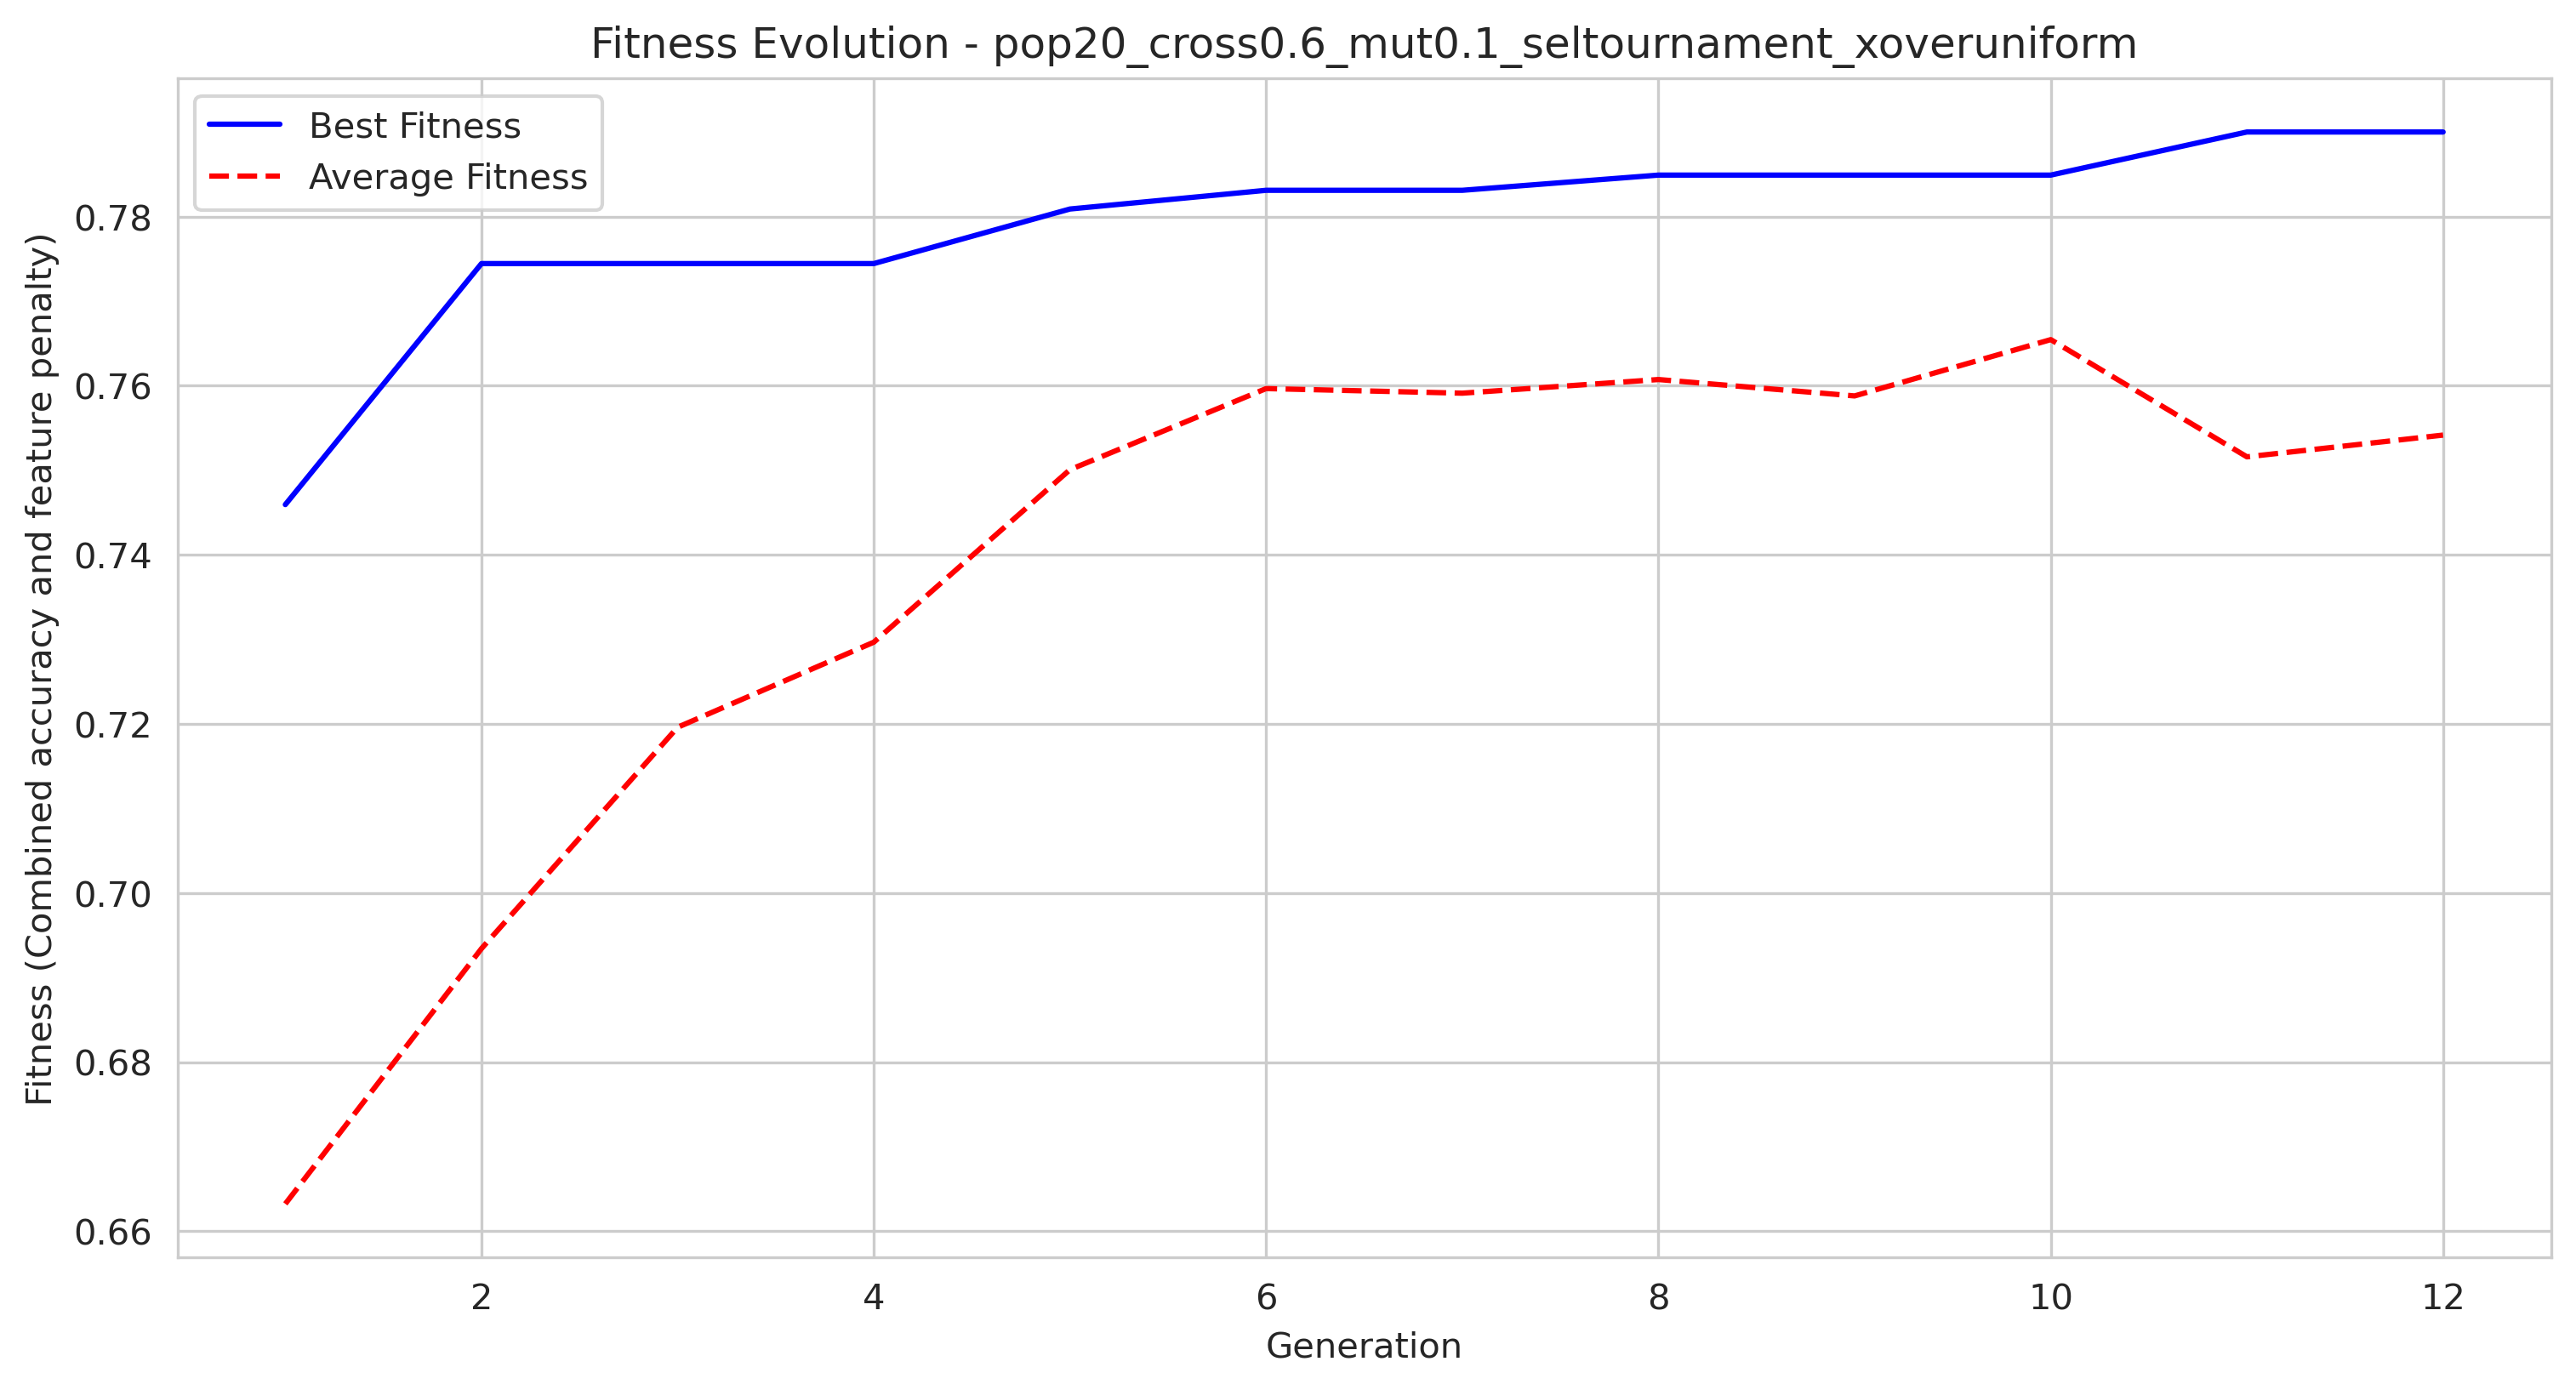 Fitness Evolution - pop20_cross0.6_mut0.1_seltournament_xoveruniform
Best Fitness
Average Fitness
Fitness (Combined accuracy and feature penalty)
0.78
0.76
0.74
0.72
0.70
0.68
0.66
2 4 6 8 10 12
Generation